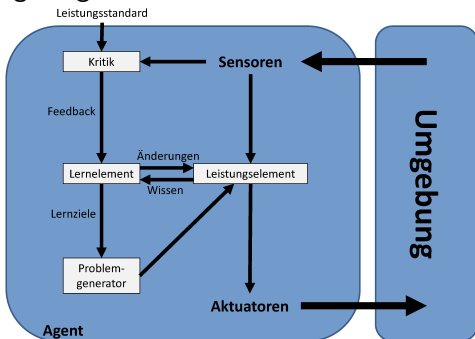 Leistungsstandard
Kritik
Sensoren
Feedback
Änderungen
Lernelement
Leistungselement
Wissen
Lernziele
Problem-
generator
Aktuatoren
Agent
Umgebung